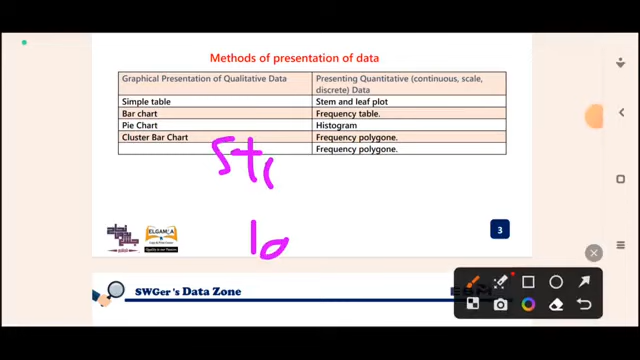 Methods of presentation of data
Graphical Presentation of Qualitative Data
Presenting Quantitative (continuous, scale, discrete) Data
Simple table
Stem and leaf plot
Bar chart
Frequency table.
Pie Chart
Histogram
Cluster Bar Chart
Frequency polygone.
Frequency polygone.
ELGAMAA
3
SWGer's Data Zone